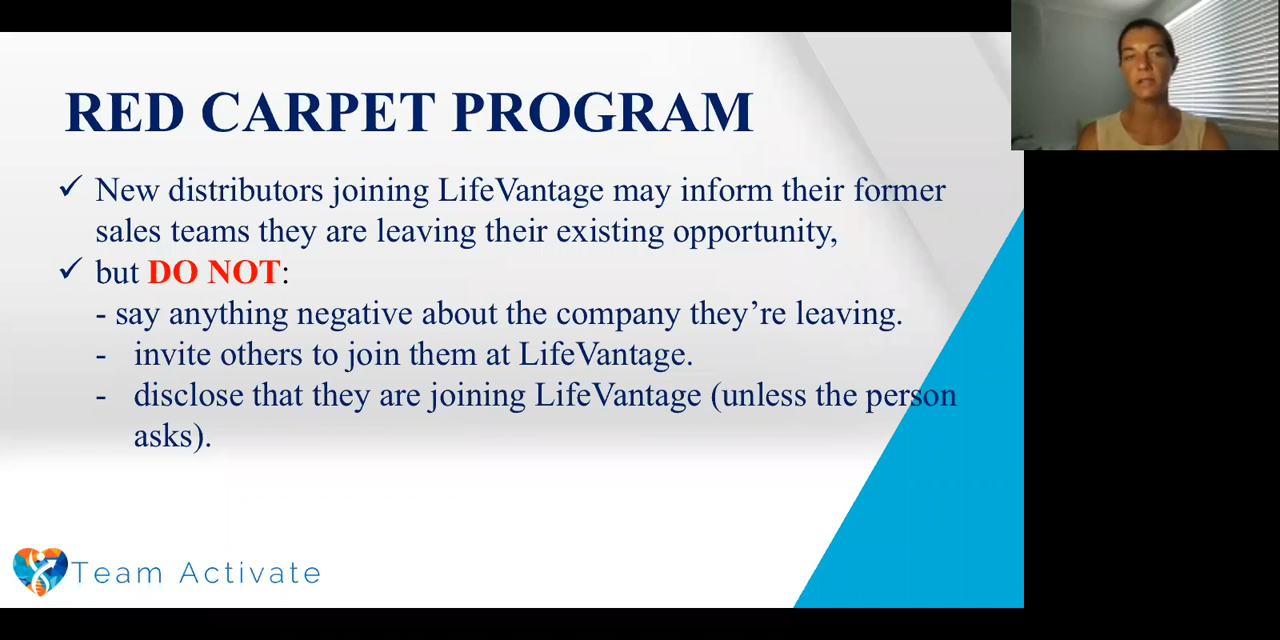 RED CARPET PROGRAM
✓ New distributors joining LifeVantage may inform their former
sales teams they are leaving their existing opportunity,
✓ but DO NOT:
- say anything negative about the company they’re leaving.
- invite others to join them at LifeVantage.
- disclose that they are joining LifeVantage (unless the person
asks).
Team Activate